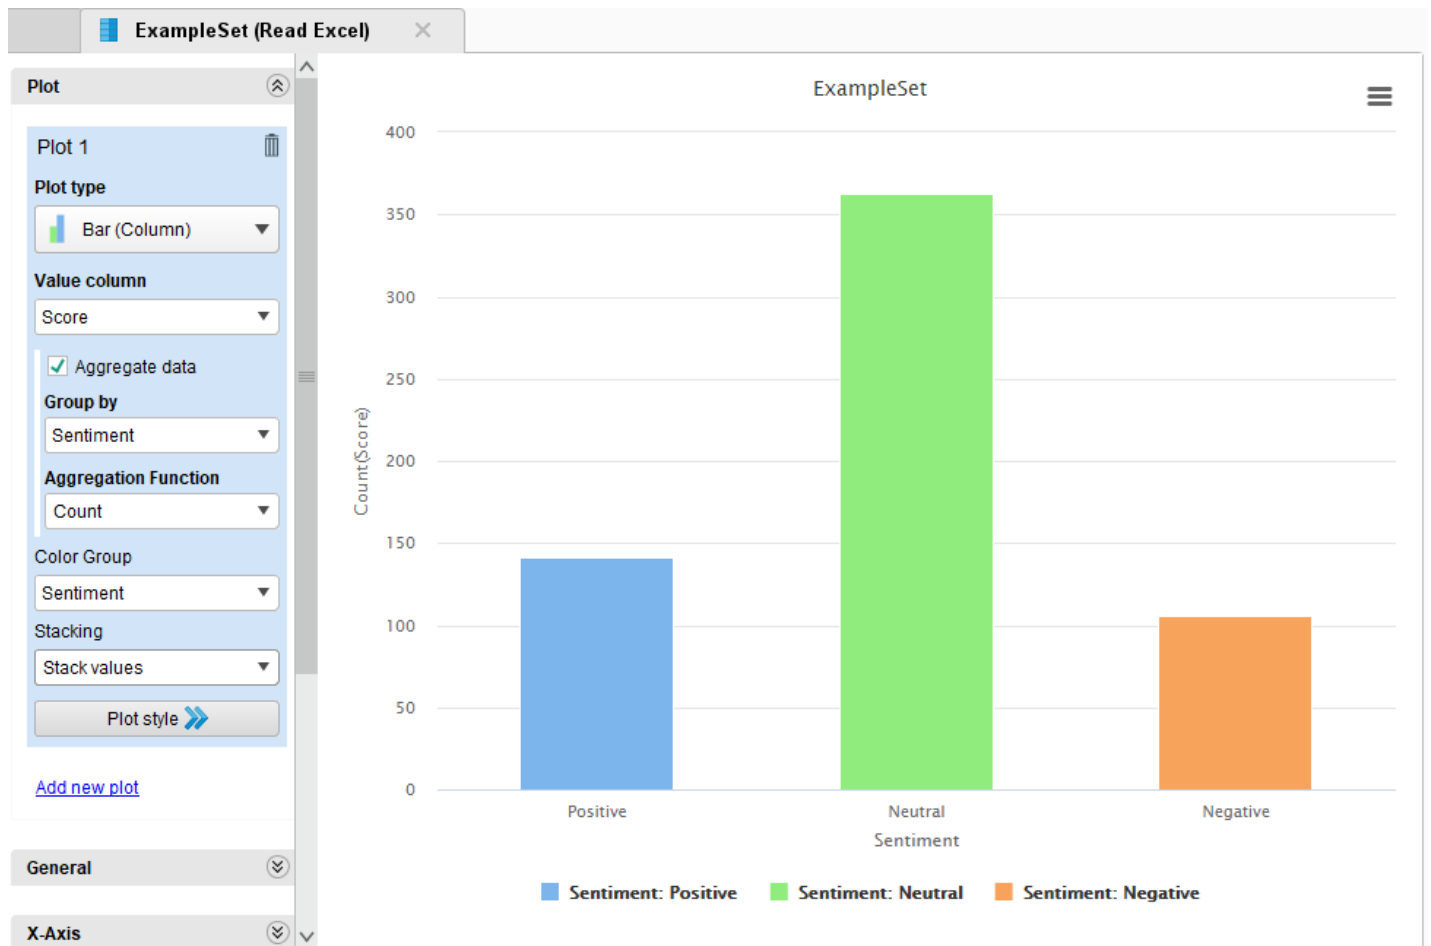 ExampleSet (Read Excel)
Plot
Plot 1
Plot type
Bar (Column)
Value column
Score
Aggregate data
Group by
Sentiment
Aggregation Function
Count
Color Group
Sentiment
Stacking
Stack values
Plot style
Add new plot
General
X-Axis
ExampleSet
400
350
300
250
200
150
100
50
0
Count(Score)
Positive Neutral Negative
Sentiment
Sentiment: Positive Sentiment: Neutral Sentiment: Negative